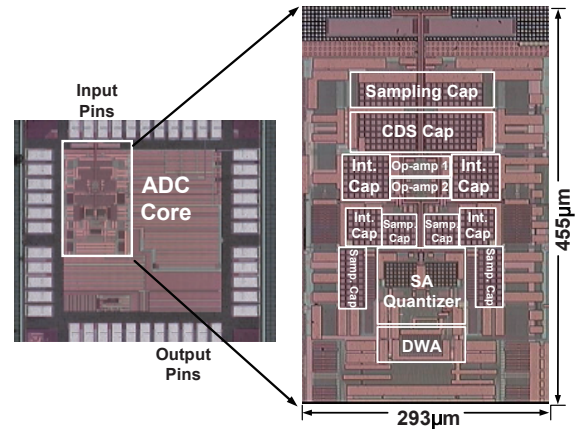 Input
Pins
ADC
Core
Output
Pins
Sampling Cap
CDS Cap
Int.
Cap
Op-amp 1
Op-amp 2
Int.
Cap
Int.
Cap
Samp.
Cap
Samp.
Cap
Int.
Cap
Samp. Cap
SA
Quantizer
Samp. Cap
DWA
455µm
293µm